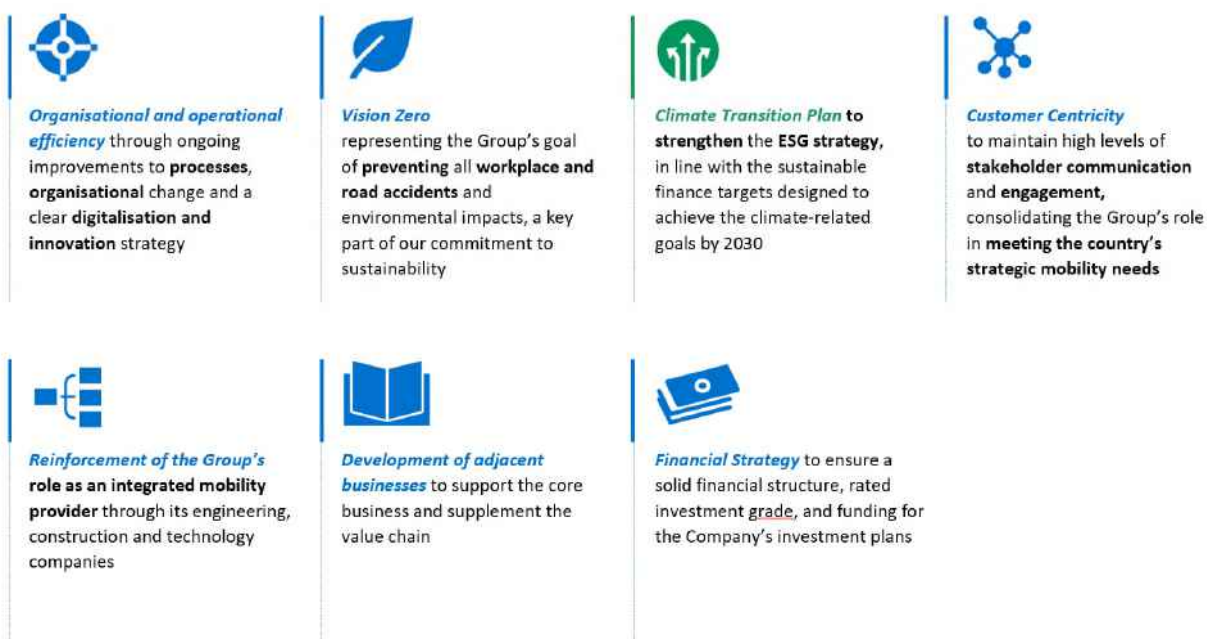 Organisational and operational
efficiency through ongoing
improvements to processes,
organisational change and a
clear digitalisation and
innovation strategy
Vision Zero
representing the Group's goal
of preventing all workplace and
road accidents and
environmental impacts, a key
part of our commitment to
sustainability
Climate Transition Plan to
strengthen the ESG strategy,
in line with the sustainable
finance targets designed to
achieve the climate-related
goals by 2030
Customer Centricity
to maintain high levels of
stakeholder communication
and engagement,
consolidating the Group's role
in meeting the country's
strategic mobility needs
Reinforcement of the Group's
role as an integrated mobility
provider through its engineering,
construction and technology
companies
Development of adjacent
businesses to support the core
business and supplement the
value chain
Financial Strategy to ensure a
solid financial structure, rated
investment grade, and funding for
the Company's investment plans